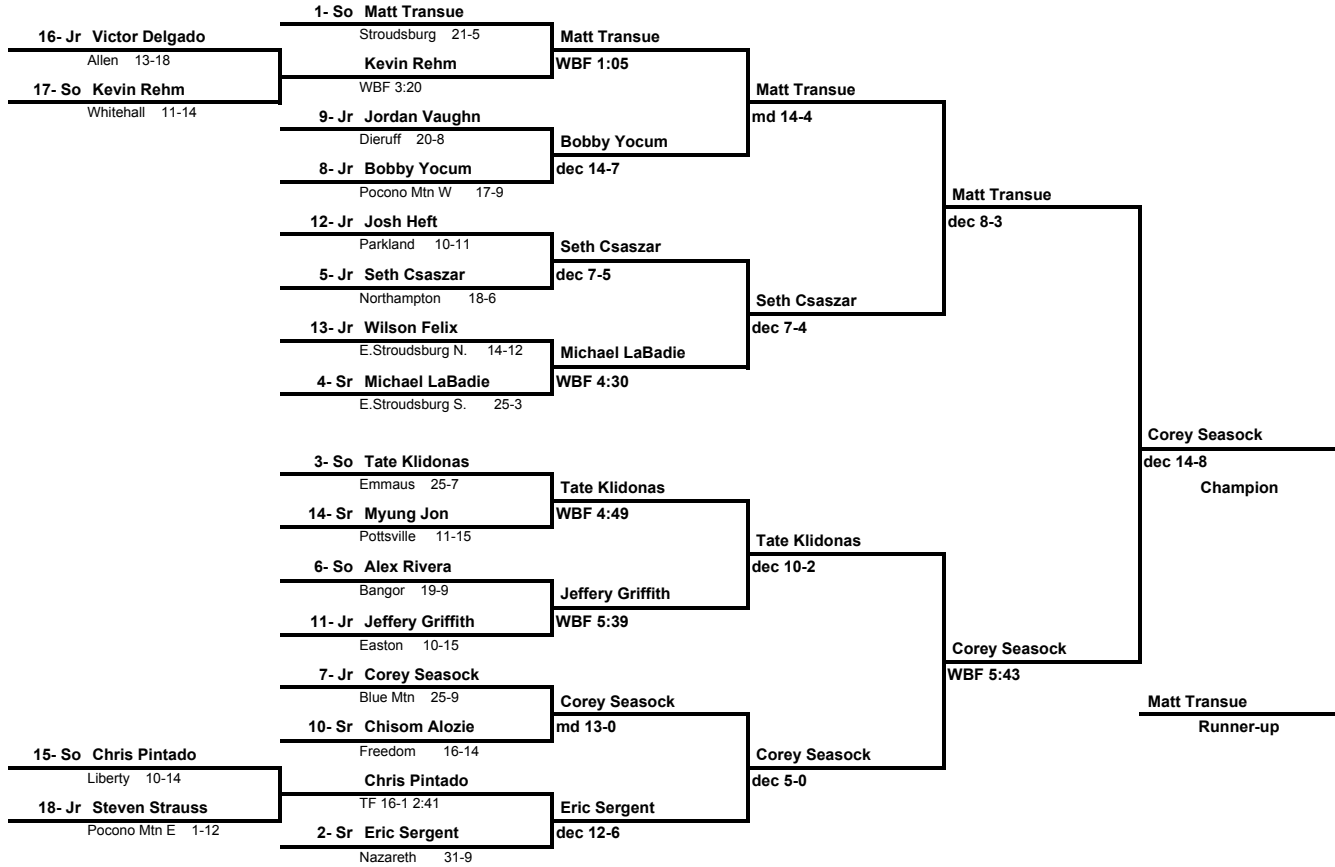 1- So Matt Transue
Stroudsburg 21-5
16- Jr Victor Delgado
Allen 13-18
17- So Kevin Rehm
Whitehall 11-14
Kevin Rehm
WBF 3:20
Matt Transue
WBF 1:05
9- Jr Jordan Vaughn
Dieruff 20-8
8- Jr Bobby Yocum
Pocono Mtn W 17-9
Bobby Yocum
dec 14-7
Matt Transue
md 14-4
12- Jr Josh Heft
Parkland 10-11
5- Jr Seth Csaszar
Northampton 18-6
Seth Csaszar
dec 7-5
13- Jr Wilson Felix
E.Stroudsburg N. 14-12
4- Sr Michael LaBadie
E.Stroudsburg S. 25-3
Michael LaBadie
WBF 4:30
Seth Csaszar
dec 7-4
Matt Transue
dec 8-3
3- So Tate Klidonas
Emmaus 25-7
14- Sr Myung Jon
Pottsville 11-15
Tate Klidonas
WBF 4:49
6- So Alex Rivera
Bangor 19-9
11- Jr Jeffery Griffith
Easton 10-15
Jeffery Griffith
WBF 5:39
Tate Klidonas
dec 10-2
7- Jr Corey Seasock
Blue Mtn 25-9
10- Sr Chisom Alozie
Freedom 16-14
Corey Seasock
md 13-0
15- So Chris Pintado
Liberty 10-14
18- Jr Steven Strauss
Pocono Mtn E 1-12
Chris Pintado
TF 16-1 2:41
2- Sr Eric Sergent
Nazareth 31-9
Eric Sergent
dec 12-6
Corey Seasock
dec 5-0
Corey Seasock
WBF 5:43
Corey Seasock
dec 14-8
Champion
Matt Transue
Runner-up